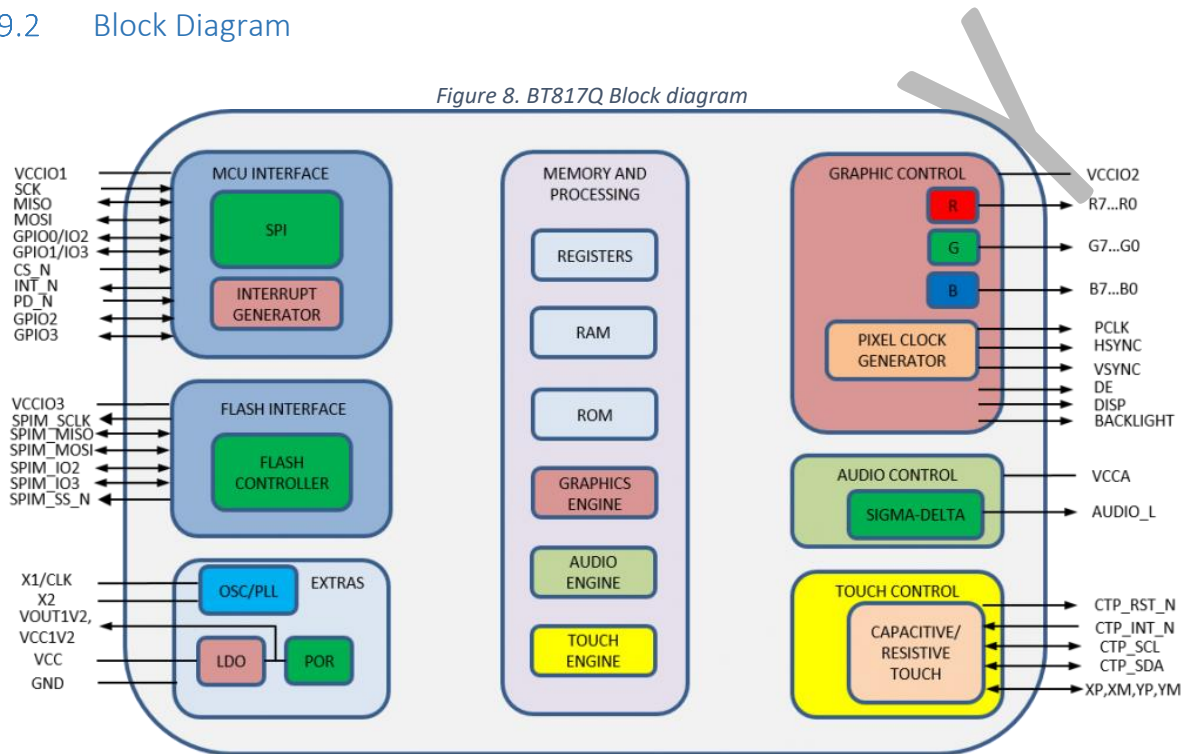 9.2 Block Diagram
Figure 8. BT817Q Block diagram
VCCIO1
SCK
MISO
MOSI
GPIO0/IO2
GPIO1/IO3
CS_N
INT_N
PD_N
GPIO2
GPIO3
MCU INTERFACE
SPI
INTERRUPT
GENERATOR
VCCIO3
SPIM_SCLK
SPIM_MISO
SPIM_MOSI
SPIM_IO2
SPIM_IO3
SPIM_SS_N
FLASH INTERFACE
FLASH
CONTROLLER
X1/CLK
X2
VOUT1V2,
VCC1V2
VCC
GND
OSC/PLL
EXTRAS
LDO
POR
MEMORY AND
PROCESSING
REGISTERS
RAM
ROM
GRAPHICS
ENGINE
AUDIO
ENGINE
TOUCH
ENGINE
GRAPHIC CONTROL
R
G
B
PIXEL CLOCK
GENERATOR
VCCIO2
R7...R0
G7...G0
B7...B0
PCLK
HSYNC
VSYNC
DE
DISP
BACKLIGHT
AUDIO CONTROL
SIGMA-DELTA
VCCA
AUDIO_L
TOUCH CONTROL
CAPACITIVE/
RESISTIVE
TOUCH
CTP_RST_N
CTP_INT_N
CTP_SCL
CTP_SDA
XP,XM,YP,YM